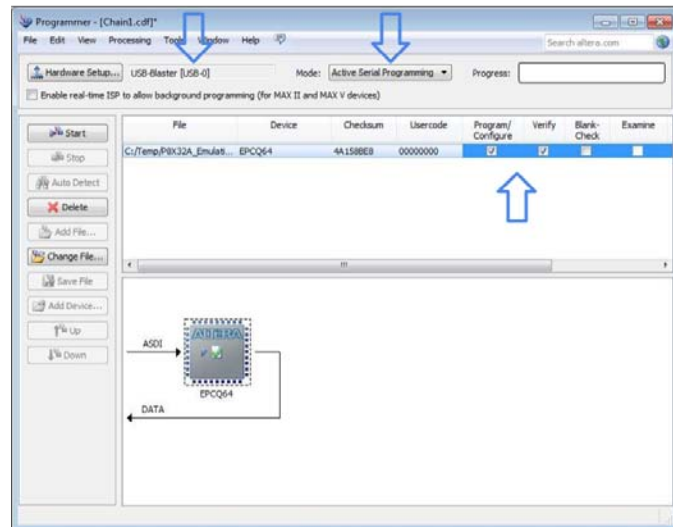 Programmer - [Chain1.cdf]*
File Edit View Processing Tools Window Help
Search altera.com
Hardware Setup... USB-Blaster [USB-0] Mode: Active Serial Programming Progress:
Enable real-time ISP to allow background programming (for MAX II and MAX V devices)
File Device Checksum Usercode Program/ Configure Verify Blank- Check Examine
C:/Temp/P8X32A_Emulati... EPCQ64 4A158BE8 00000000
Start
Stop
Auto Detect
Delete
Add File...
Change File...
Save File
Add Device...
Up
Down
ASDI
ALTERA
EPCQ64
DATA